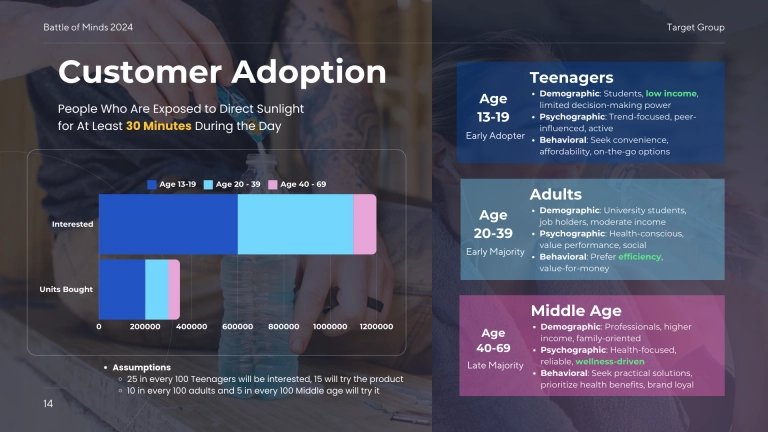 Battle of Minds 2024
Target Group
Customer Adoption
People Who Are Exposed to Direct Sunlight
for At Least 30 Minutes During the Day
Age 13-19 Age 20 - 39 Age 40 - 69
Interested
Units Bought
0 200000 400000 600000 800000 1000000 1200000
• Assumptions
○ 25 in every 100 Teenagers will be interested, 15 will try the product
○ 10 in every 100 adults and 5 in every 100 Middle age will try it
14
Age
13-19
Early Adopter
Teenagers
• Demographic: Students, low income,
limited decision-making power
• Psychographic: Trend-focused, peer-
influenced, active
• Behavioral: Seek convenience,
affordability, on-the-go options
Age
20-39
Early Majority
Adults
• Demographic: University students,
job holders, moderate income
• Psychographic: Health-conscious,
value performance, social
• Behavioral: Prefer efficiency,
value-for-money
Age
40-69
Late Majority
Middle Age
• Demographic: Professionals, higher
income, family-oriented
• Psychographic: Health-focused,
reliable, wellness-driven
• Behavioral: Seek practical solutions,
prioritize health benefits, brand loyal